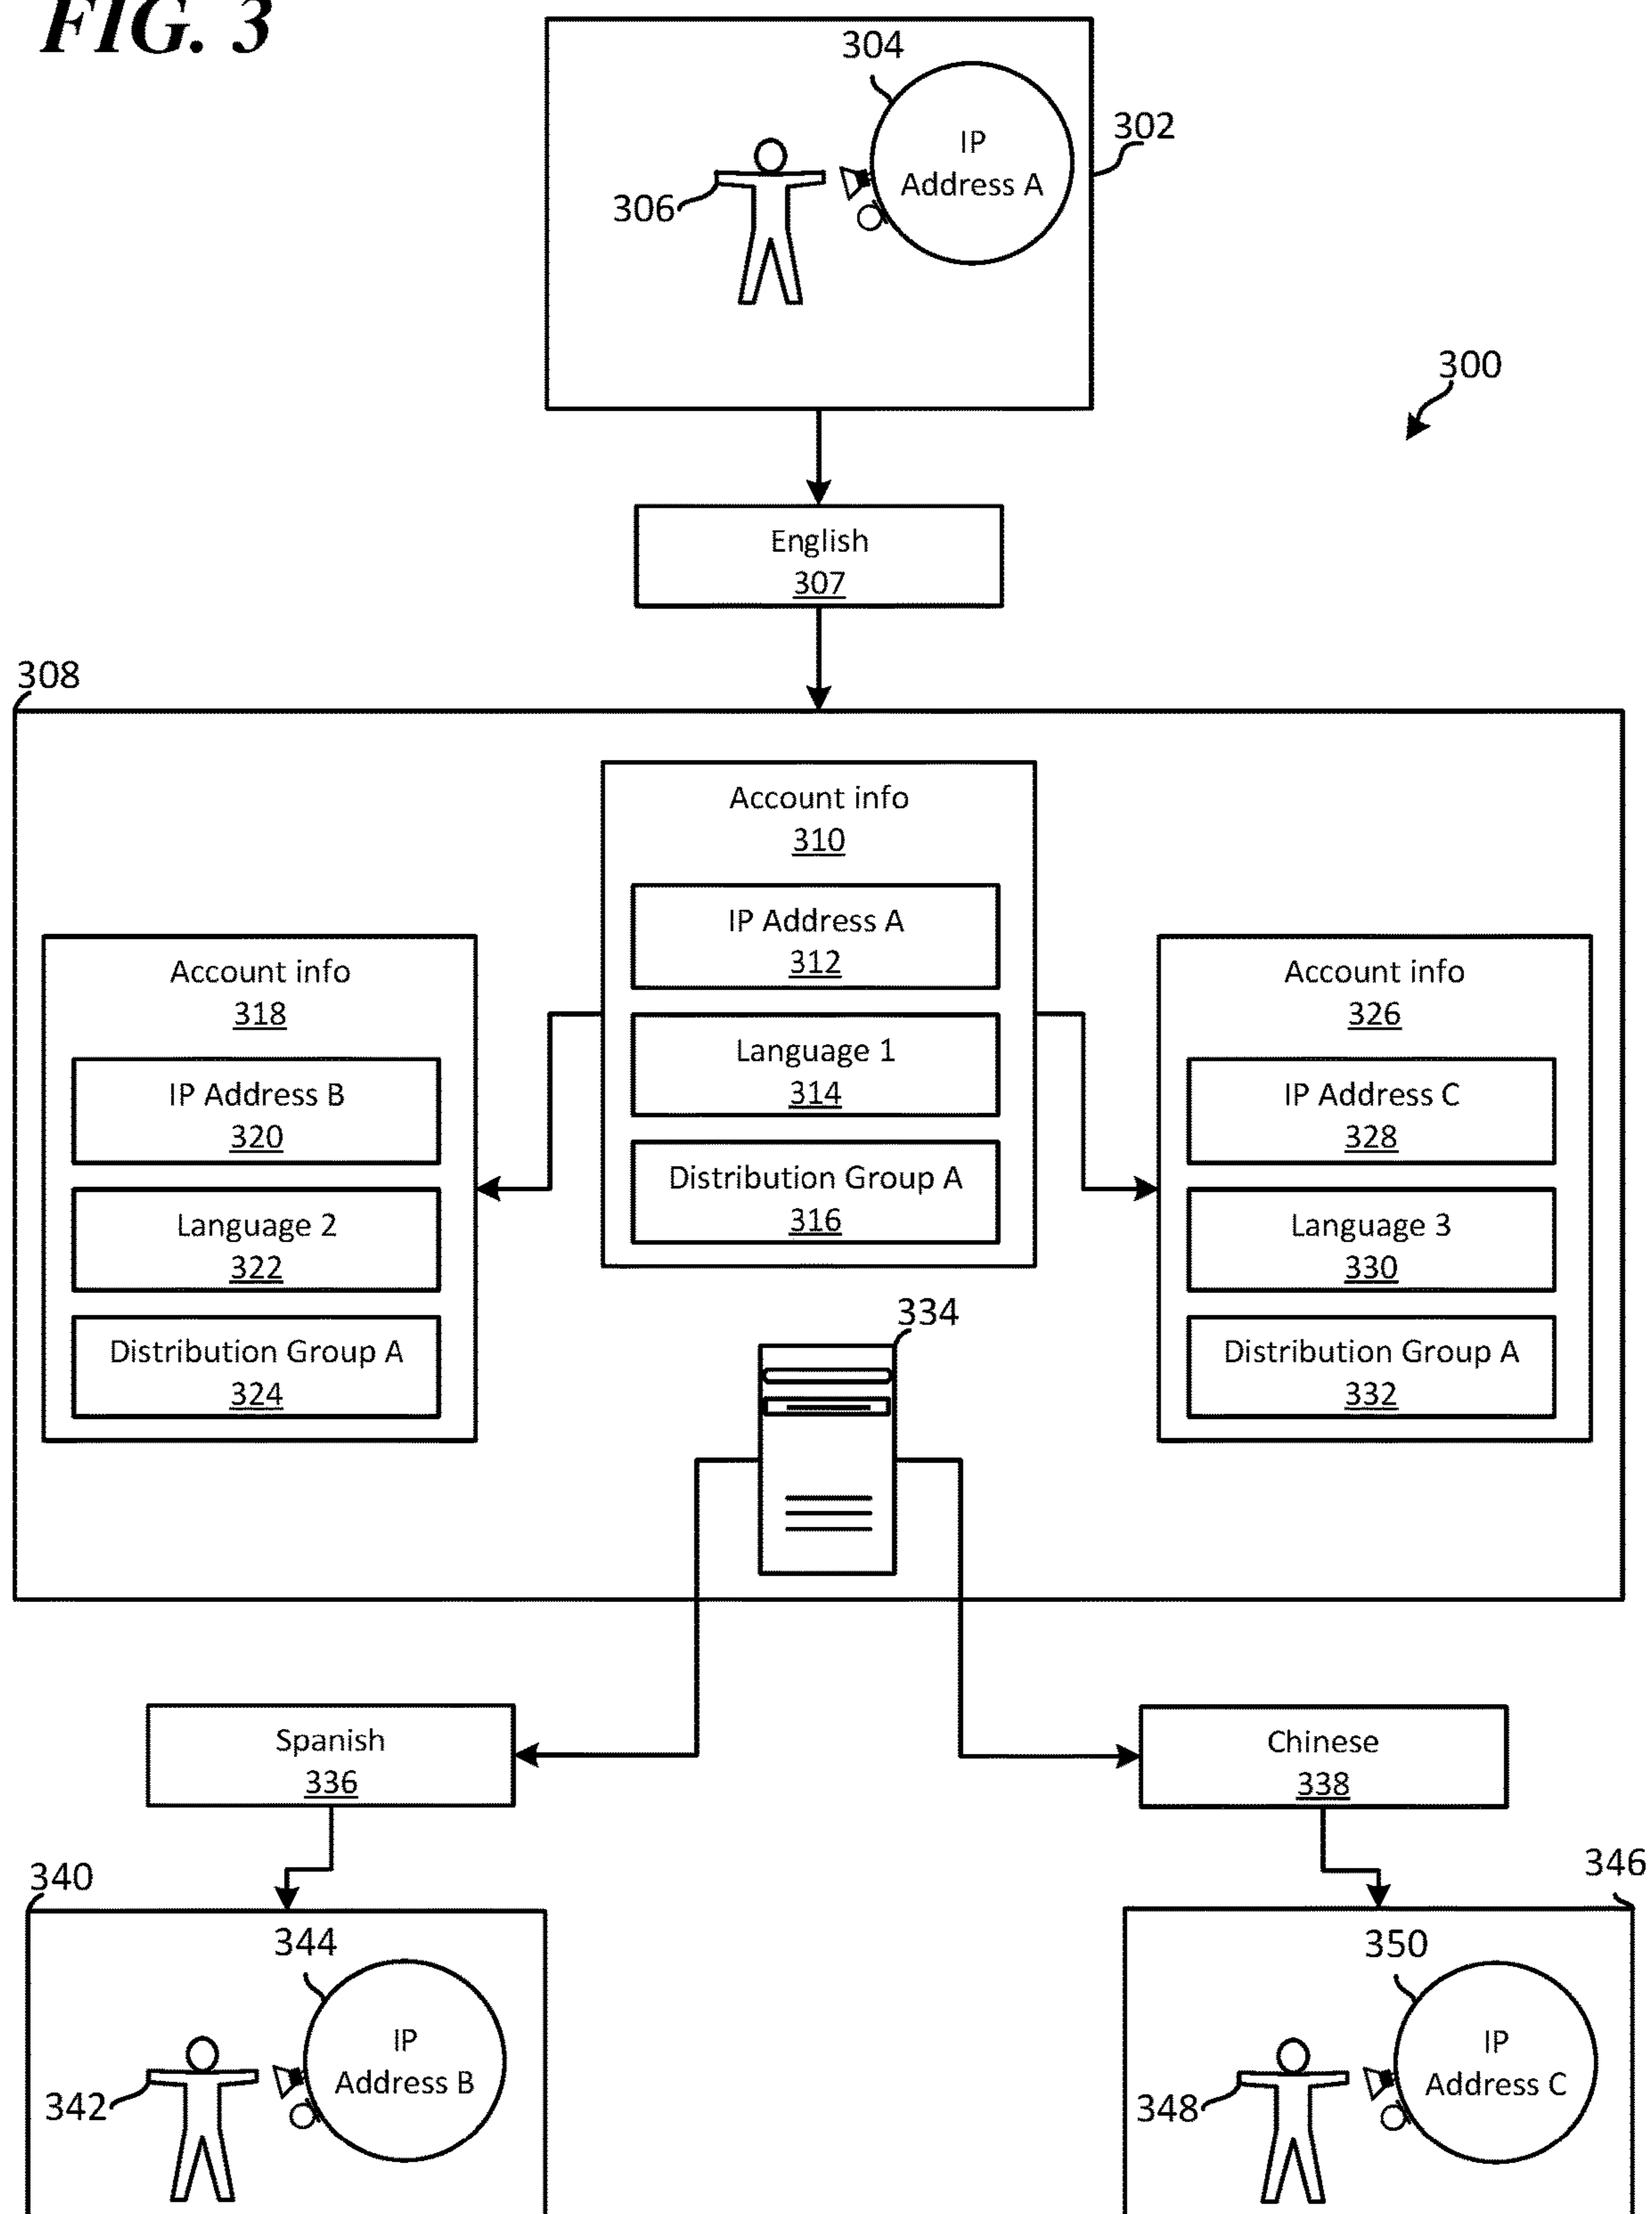 FIG. 3
304
IP
Address A
302
306
300
English
307
308
Account info
310
IP Address A
312
Language 1
314
Distribution Group A
316
Account info
318
IP Address B
320
Language 2
322
Distribution Group A
324
Account info
326
IP Address C
328
Language 3
330
Distribution Group A
332
334
Spanish
336
Chinese
338
340
344
IP
Address B
342
346
350
IP
Address C
348